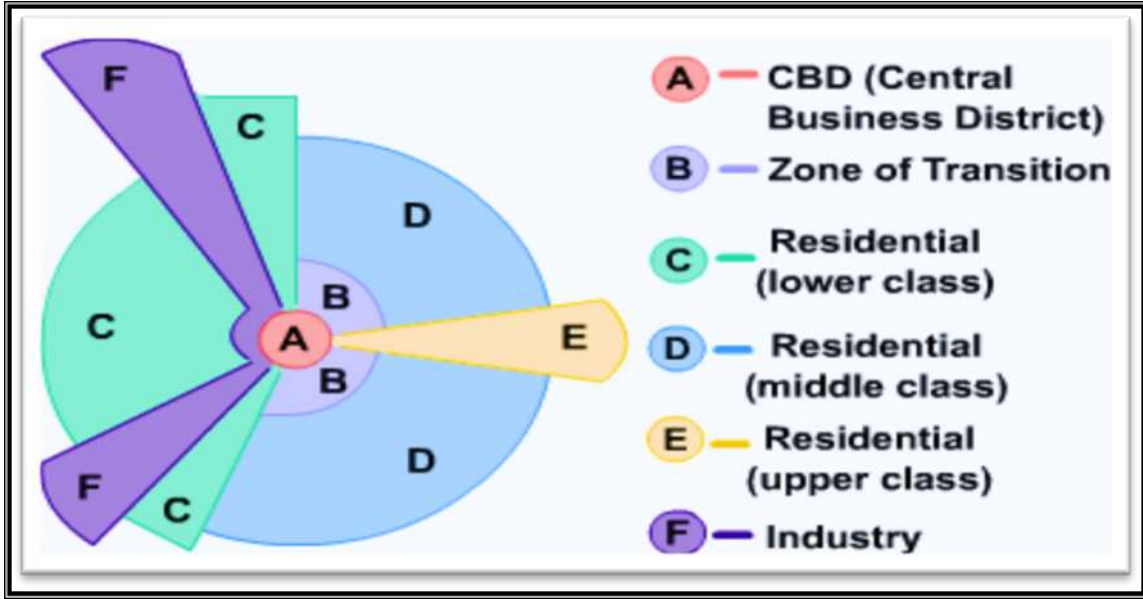 F
C
D
C
B
A
E
B
D
F
C
A CBD (Central
Business District)
B Zone of Transition
C Residential
(lower class)
D Residential
(middle class)
E Residential
(upper class)
F Industry